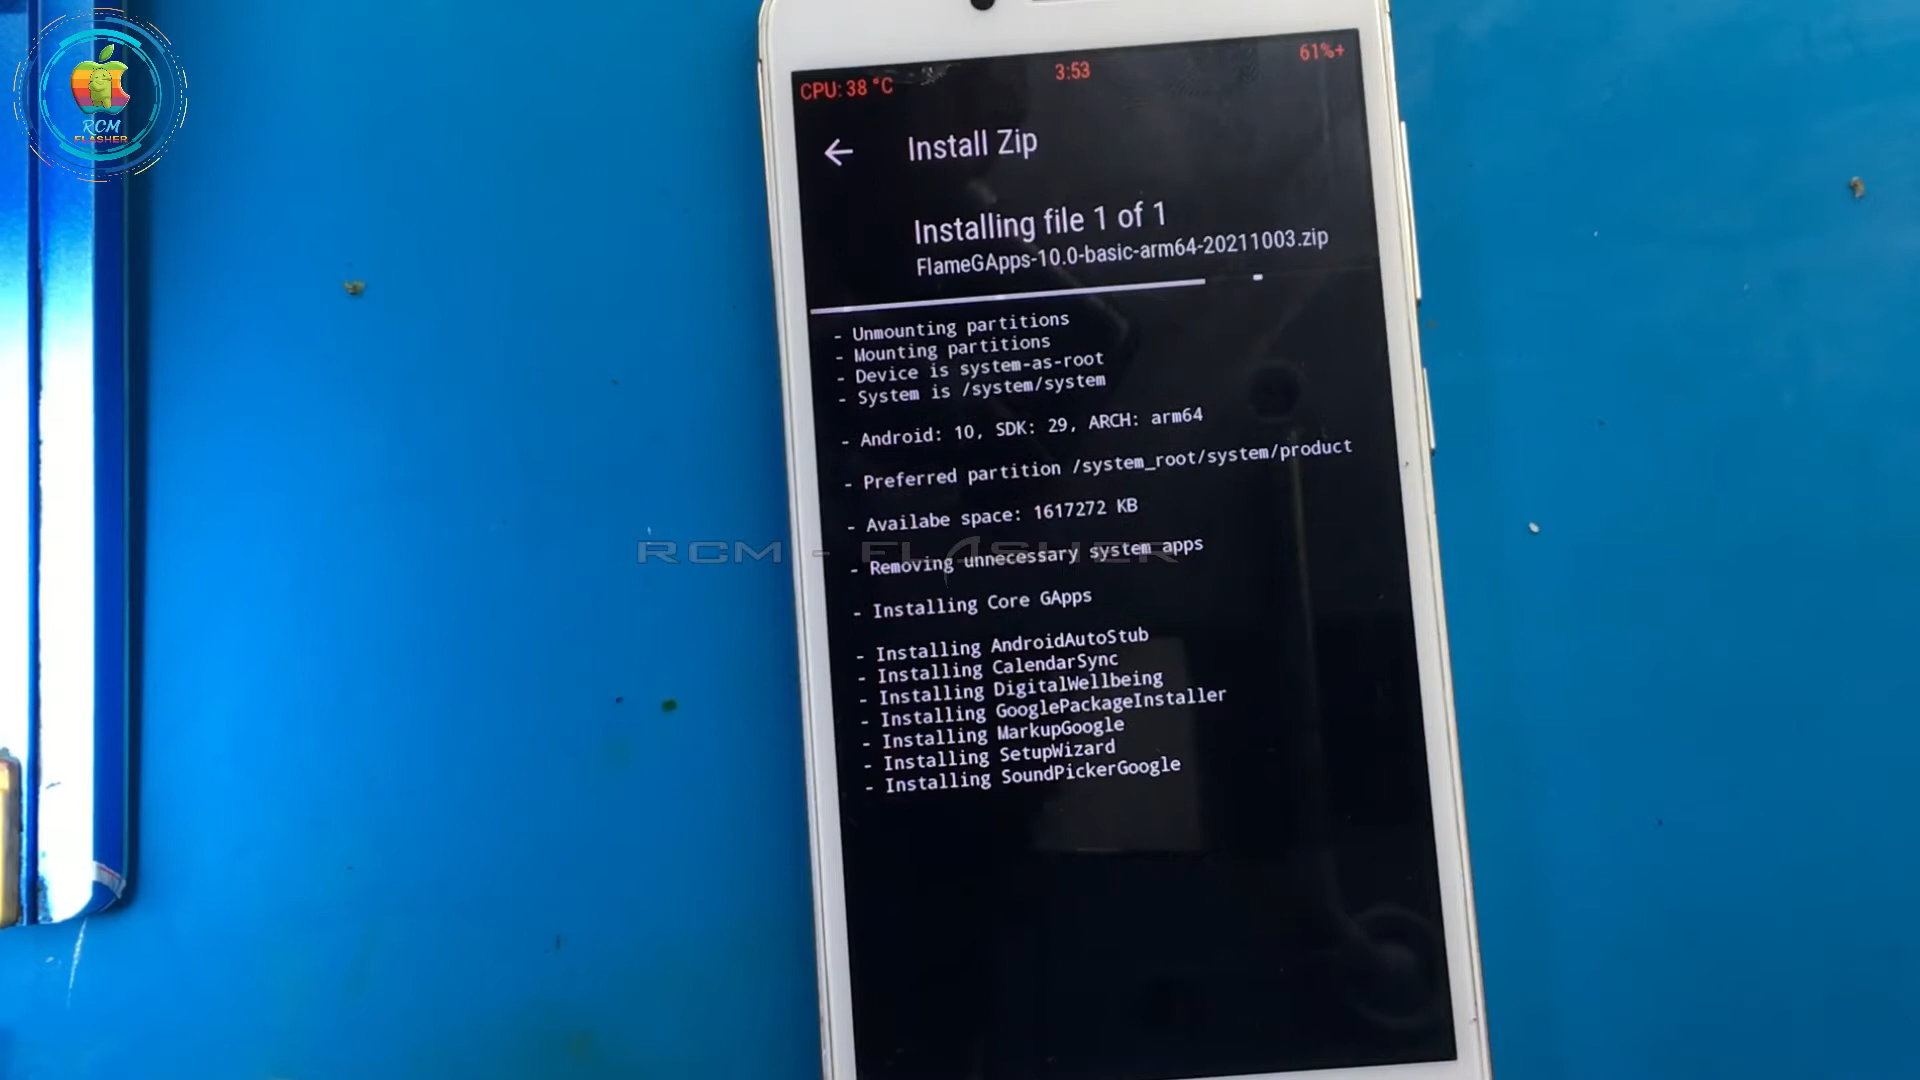 RCM
FLASHER
CPU: 38 °C
3:53
61%+
Install Zip
Installing file 1 of 1
FlameGApps-10.0-basic-arm64-20211003.zip
- Unmounting partitions
- Mounting partitions
- Device is system-as-root
- System is /system/system
- Android: 10, SDK: 29, ARCH: arm64
- Preferred partition /system_root/system/product
- Availabe space: 1617272 KB
RCM - FLASHER
- Removing unnecessary system apps
- Installing Core GApps
- Installing AndroidAutoStub
- Installing CalendarSync
- Installing DigitalWellbeing
- Installing GooglePackageInstaller
- Installing MarkupGoogle
- Installing SetupWizard
- Installing SoundPickerGoogle